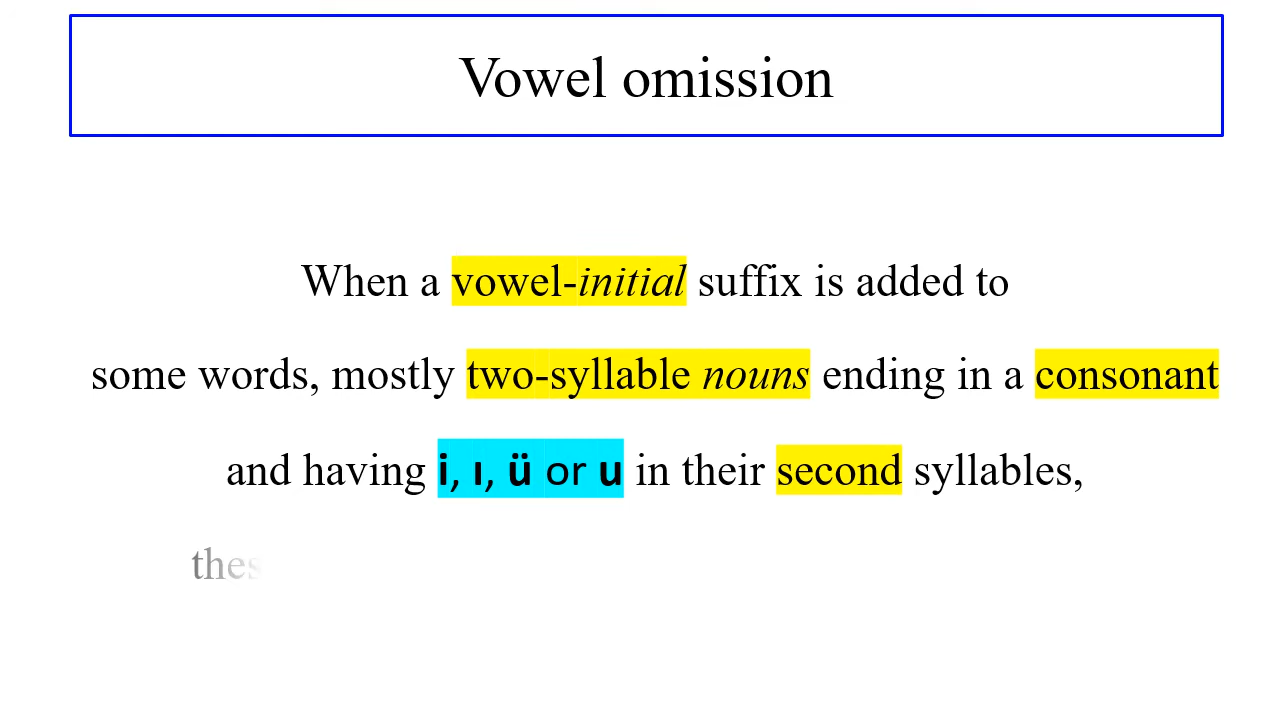 Vowel omission
When a vowel-initial suffix is added to
some words, mostly two-syllable nouns ending in a consonant
and having i, ı, ü or u in their second syllables,